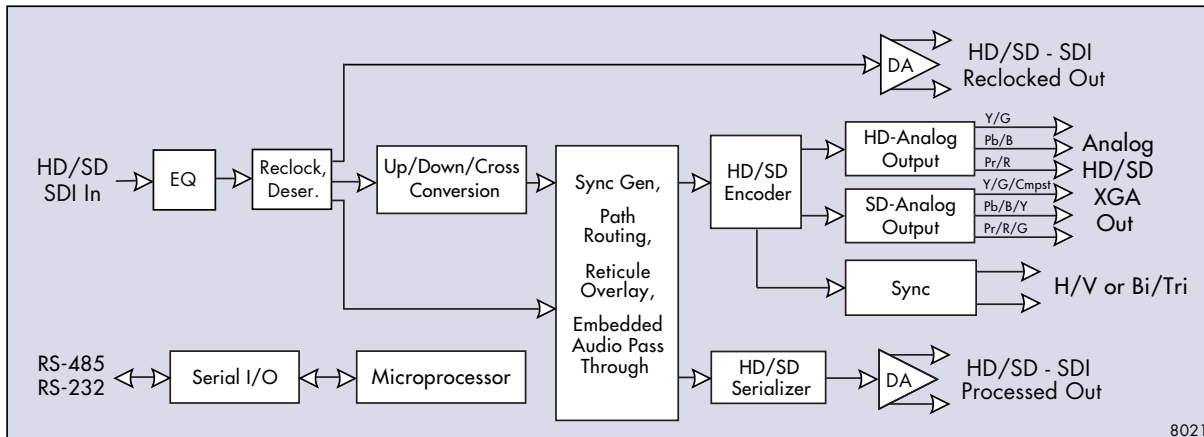 HD/SD - SDI
Reclocked Out
DA
HD/SD
SDI In
EQ
Reclock,
Deser.
Up/Down/Cross
Conversion
Sync Gen,
Path
Routing,
Reticule
Overlay,
Embedded
Audio Pass
Through
HD/SD
Encoder
HD-Analog
Output
Y/G
Pb/B
Pr/R
SD-Analog
Output
Y/G/Cmpst
Pb/B/Y
Pr/R/G
Analog
HD/SD
XGA
Out
Sync
H/V or Bi/Tri
RS-485
RS-232
Serial I/O
Microprocessor
HD/SD
Serializer
DA
HD/SD - SDI
Processed Out
8021